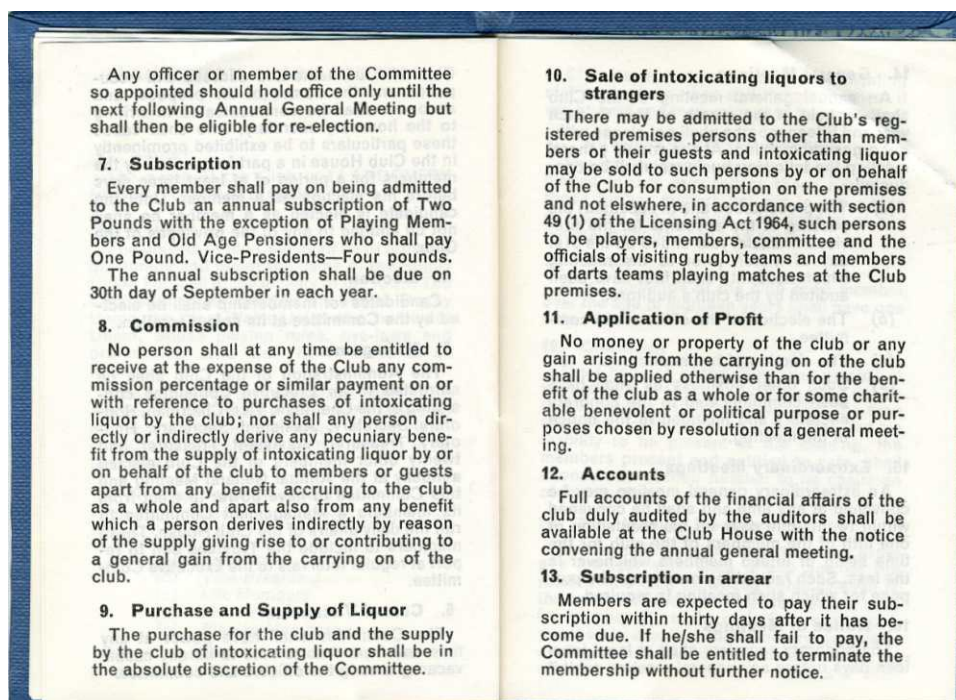 Any officer or member of the Committee
so appointed should hold office only until the
next following Annual General Meeting but
shall then be eligible for re-election.
7. Subscription
Every member shall pay on being admitted
to the Club an annual subscription of Two
Pounds with the exception of Playing Mem-
bers and Old Age Pensioners who shall pay
One Pound. Vice-Presidents—Four pounds.
The annual subscription shall be due on
30th day of September in each year.
8. Commission
No person shall at any time be entitled to
receive at the expense of the Club any com-
mission percentage or similar payment on or
with reference to purchases of intoxicating
liquor by the club; nor shall any person dir-
ectly or indirectly derive any pecuniary bene-
fit from the supply of intoxicating liquor by or
on behalf of the club to members or guests
apart from any benefit accruing to the club
as a whole and apart also from any benefit
which a person derives indirectly by reason
of the supply giving rise to or contributing to
a general gain from the carrying on of the
club.
9. Purchase and Supply of Liquor
The purchase for the club and the supply
by the club of intoxicating liquor shall be in
the absolute discretion of the Committee.
10. Sale of intoxicating liquors to
strangers
There may be admitted to the Club's reg-
istered premises persons other than mem-
bers or their guests and intoxicating liquor
may be sold to such persons by or on behalf
of the Club for consumption on the premises
and not elswhere, in accordance with section
49 (1) of the Licensing Act 1964, such persons
to be players, members, committee and the
officials of visiting rugby teams and members
of darts teams playing matches at the Club
premises.
11. Application of Profit
No money or property of the club or any
gain arising from the carrying on of the club
shall be applied otherwise than for the ben-
efit of the club as a whole or for some charit-
able benevolent or political purpose or pur-
poses chosen by resolution of a general meet-
ing.
12. Accounts
Full accounts of the financial affairs of the
club duly audited by the auditors shall be
available at the Club House with the notice
convening the annual general meeting.
13. Subscription in arrear
Members are expected to pay their sub-
scription within thirty days after it has be-
come due. If he/she shall fail to pay, the
Committee shall be entitled to terminate the
membership without further notice.